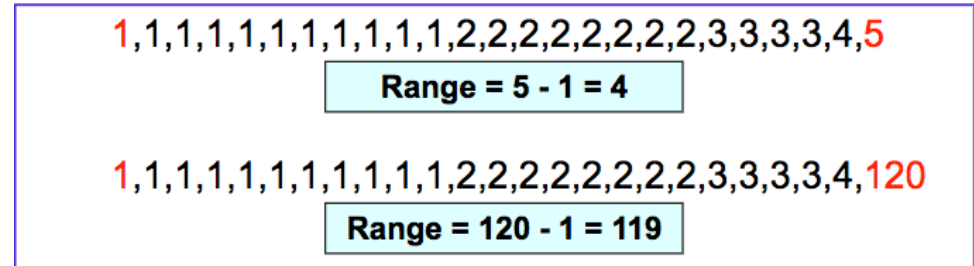 1,1,1,1,1,1,1,1,1,1,1,2,2,2,2,2,2,2,2,3,3,3,3,4,5
Range = 5 - 1 = 4
1,1,1,1,1,1,1,1,1,1,1,2,2,2,2,2,2,2,2,3,3,3,3,4,120
Range = 120 - 1 = 119